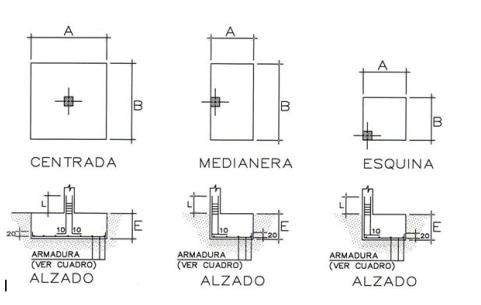 A
B
CENTRADA
A
B
MEDIANERA
A
B
ESQUINA
L
E
20
10 10
ARMADURA
(VER CUADRO)
ALZADO
L
E
20
10
ARMADURA
(VER CUADRO)
ALZADO
L
E
20
10
ARMADURA
(VER CUADRO)
ALZADO